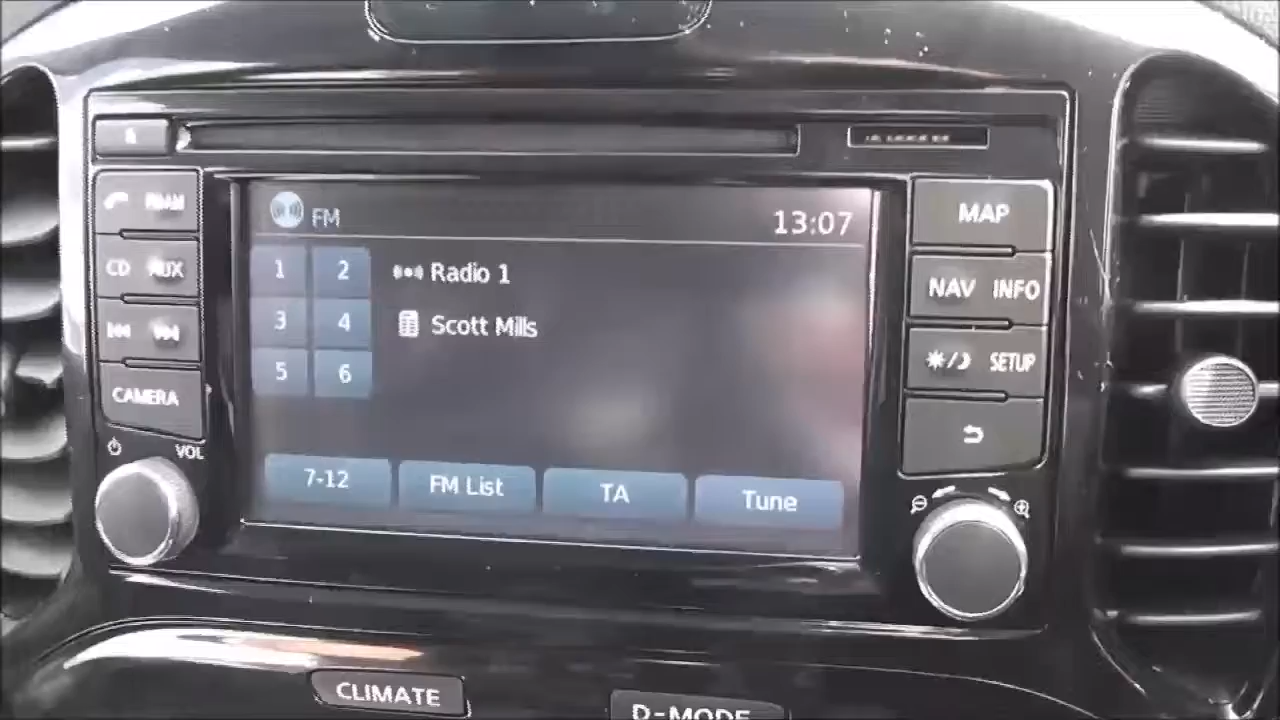 FM
13:07
1 2
Radio 1
3 4
Scott Mills
5 6
7-12
FM List
TA
Tune
CD AUX
CAMERA
VOL
MAP
NAV INFO
SETUP
CLIMATE
D-MODE